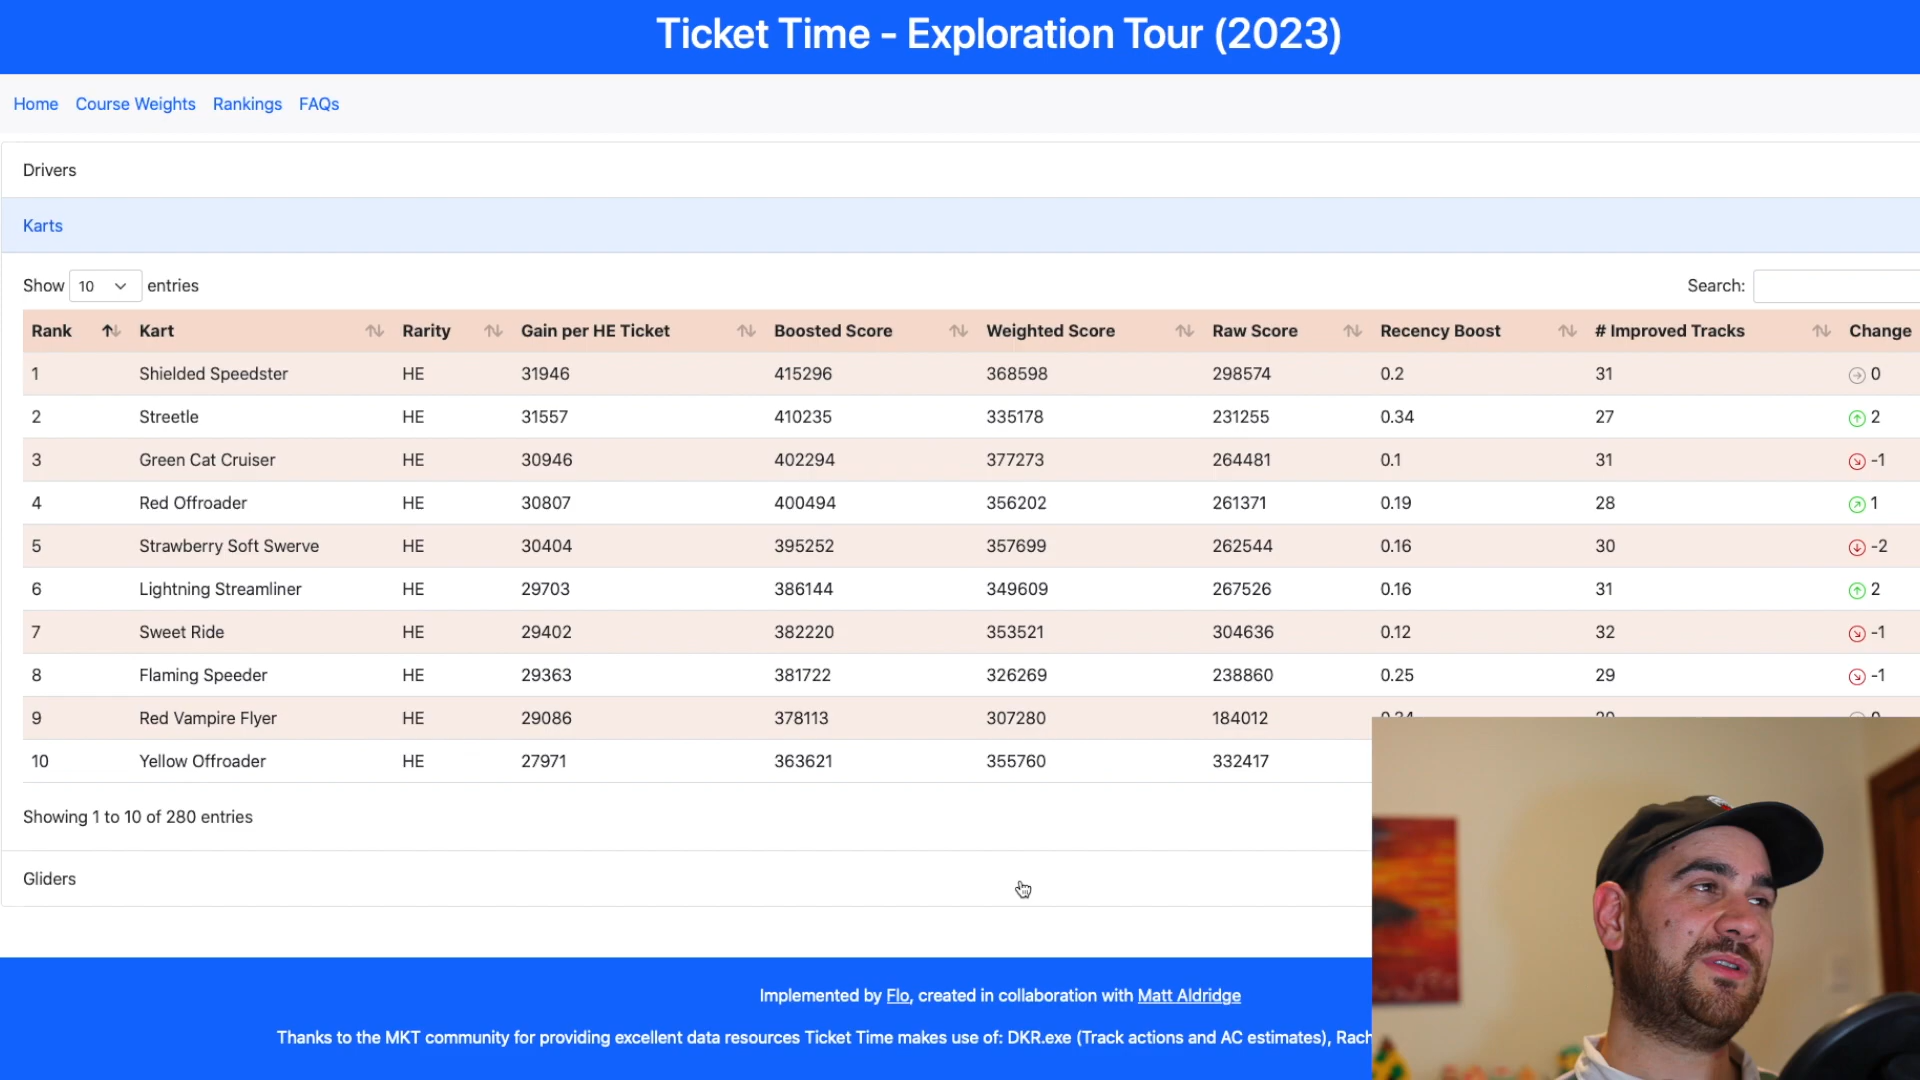 Ticket Time - Exploration Tour (2023)
Home Course Weights Rankings FAQs
Drivers
Karts
Show 10 entries Search:
Rank Kart Rarity Gain per HE Ticket Boosted Score Weighted Score Raw Score Recency Boost # Improved Tracks Change
1 Shielded Speedster HE 31946 415296 368598 298574 0.2 31 0
2 Streetle HE 31557 410235 335178 231255 0.34 27 2
3 Green Cat Cruiser HE 30946 402294 377273 264481 0.1 31 -1
4 Red Offroader HE 30807 400494 356202 261371 0.19 28 1
5 Strawberry Soft Swerve HE 30404 395252 357699 262544 0.16 30 -2
6 Lightning Streamliner HE 29703 386144 349609 267526 0.16 31 2
7 Sweet Ride HE 29402 382220 353521 304636 0.12 32 -1
8 Flaming Speeder HE 29363 381722 326269 238860 0.25 29 -1
9 Red Vampire Flyer HE 29086 378113 307280 184012
10 Yellow Offroader HE 27971 363621 355760 332417
Showing 1 to 10 of 280 entries
Gliders
Implemented by Flo, created in collaboration with Matt Aldridge
Thanks to the MKT community for providing excellent data resources Ticket Time makes use of: DKR.exe (Track actions and AC estimates), Rach